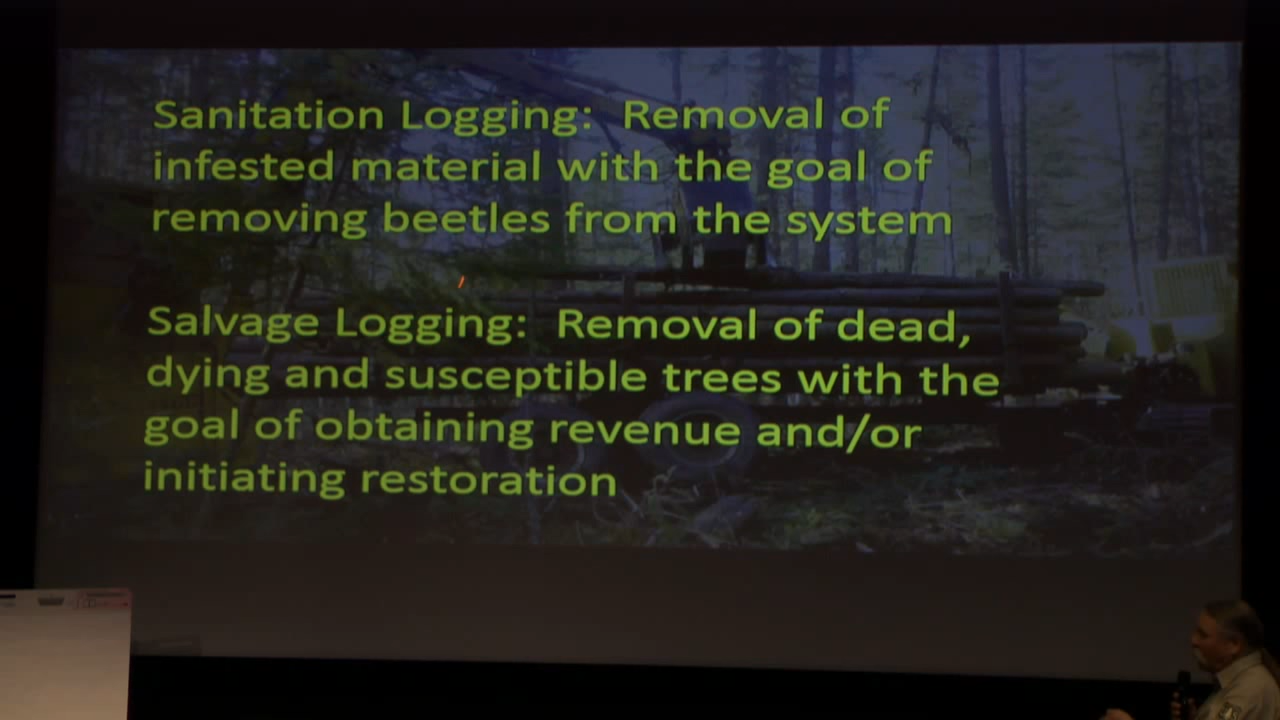 Sanitation Logging: Removal of
infested material with the goal of
removing beetles from the system
Salvage Logging: Removal of dead,
dying and susceptible trees with the
goal of obtaining revenue and/or
initiating restoration